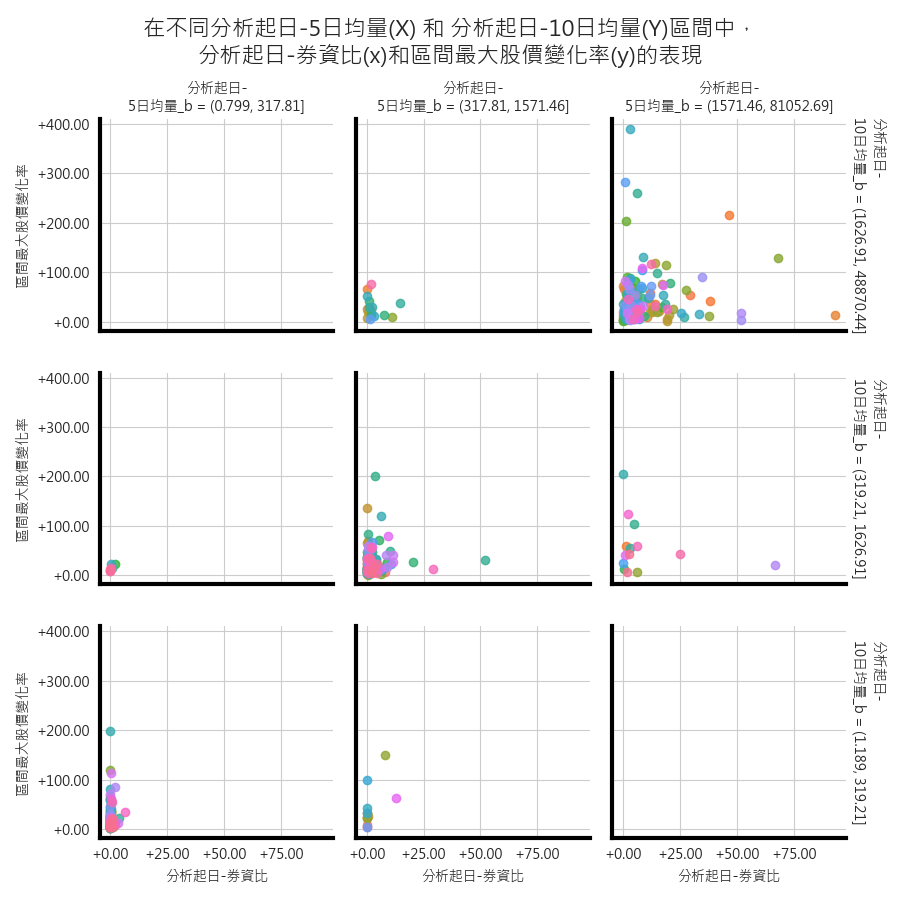 在不同分析起日-5日均量(X) 和 分析起日-10日均量(Y)區間中，
分析起日-券資比(x)和區間最大股價變化率(y)的表現
分析起日-
5日均量_b = (0.799, 317.81]
分析起日-
5日均量_b = (317.81, 1571.46]
分析起日-
5日均量_b = (1571.46, 81052.69]
區間最大股價變化率
+400.00
+300.00
+200.00
+100.00
+0.00
分析起日-
10日均量_b = (1626.91, 48870.44]
區間最大股價變化率
+400.00
+300.00
+200.00
+100.00
+0.00
分析起日-
10日均量_b = (319.21, 1626.91]
區間最大股價變化率
+400.00
+300.00
+200.00
+100.00
+0.00
分析起日-
10日均量_b = (1.189, 319.21]
+0.00 +25.00 +50.00 +75.00
+0.00 +25.00 +50.00 +75.00
+0.00 +25.00 +50.00 +75.00
分析起日-券資比
分析起日-券資比
分析起日-券資比